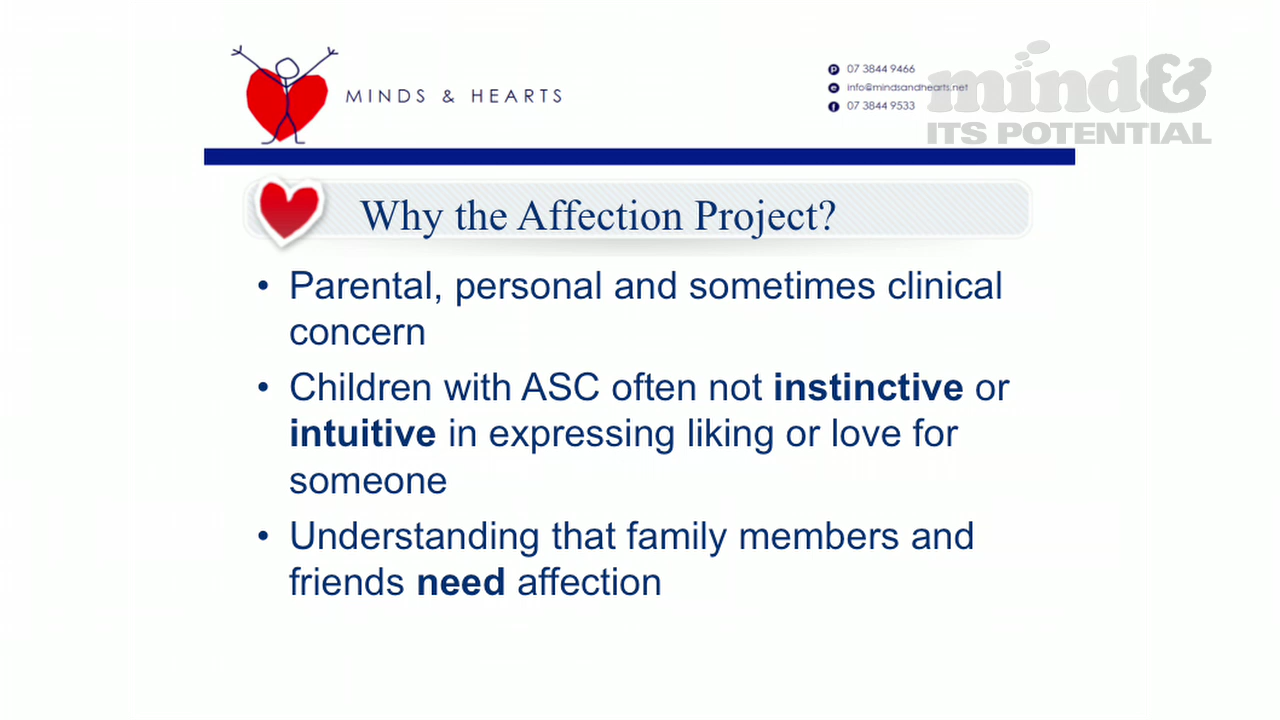 MINDS & HEARTS
P 07 3844 9466
e info@mindsandhearts.net
f 07 3844 9533
mind&
ITS POTENTIAL
Why the Affection Project?
• Parental, personal and sometimes clinical
concern
• Children with ASC often not instinctive or
intuitive in expressing liking or love for
someone
• Understanding that family members and
friends need affection